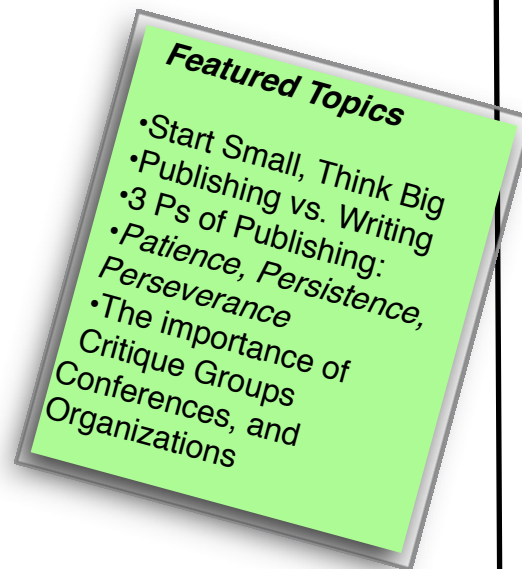 Featured Topics
•Start Small, Think Big
•Publishing vs. Writing
•3 Ps of Publishing:
•Patience, Persistence,
Perseverance
•The importance of
Critique Groups
Conferences, and
Organizations